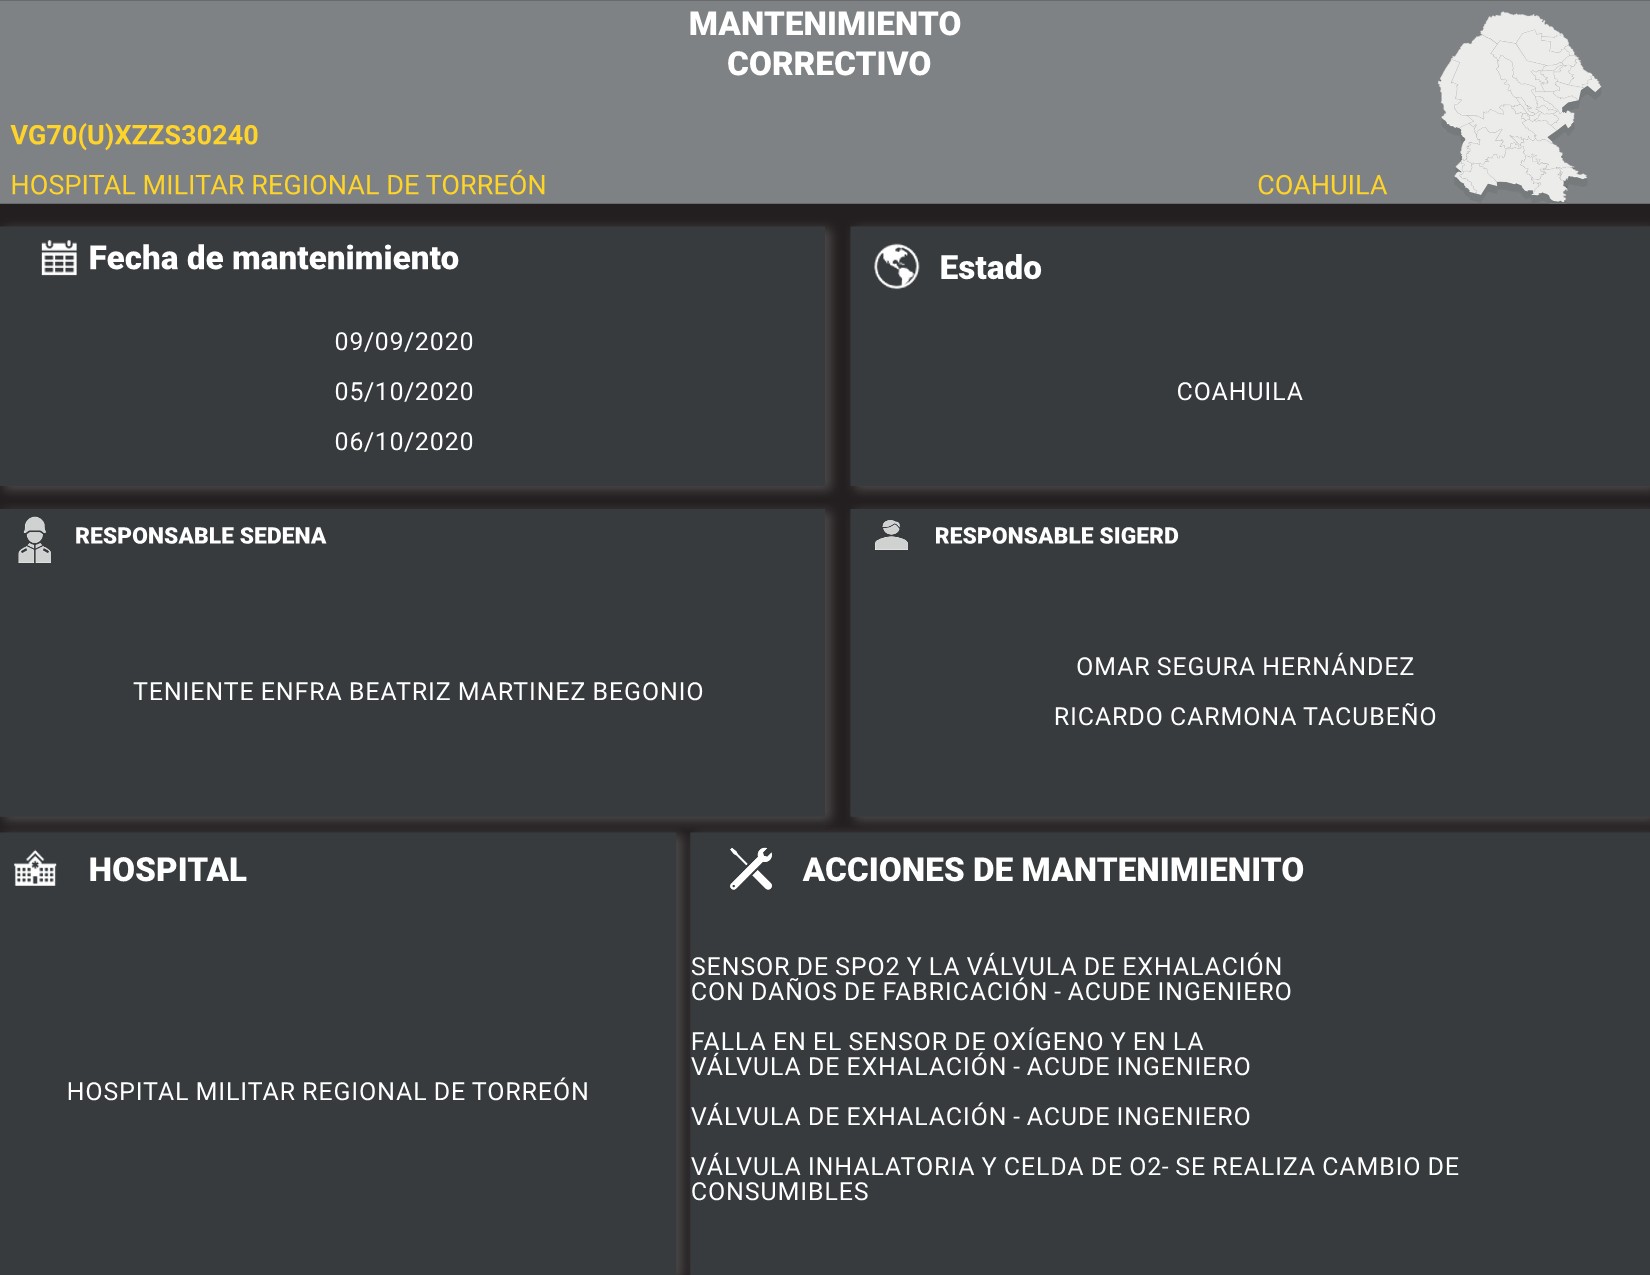 MANTENIMIENTO
CORRECTIVO
VG70(U)XZZS30240
HOSPITAL MILITAR REGIONAL DE TORREÓN
COAHUILA
Fecha de mantenimiento
09/09/2020
05/10/2020
06/10/2020
Estado
COAHUILA
RESPONSABLE SEDENA
TENIENTE ENFRA BEATRIZ MARTINEZ BEGONIO
RESPONSABLE SIGERD
OMAR SEGURA HERNÁNDEZ
RICARDO CARMONA TACUBEÑO
HOSPITAL
HOSPITAL MILITAR REGIONAL DE TORREÓN
ACCIONES DE MANTENIMIENITO
SENSOR DE SPO2 Y LA VÁLVULA DE EXHALACIÓN
CON DAÑOS DE FABRICACIÓN - ACUDE INGENIERO
FALLA EN EL SENSOR DE OXÍGENO Y EN LA
VÁLVULA DE EXHALACIÓN - ACUDE INGENIERO
VÁLVULA DE EXHALACIÓN - ACUDE INGENIERO
VÁLVULA INHALATORIA Y CELDA DE O2- SE REALIZA CAMBIO DE
CONSUMIBLES